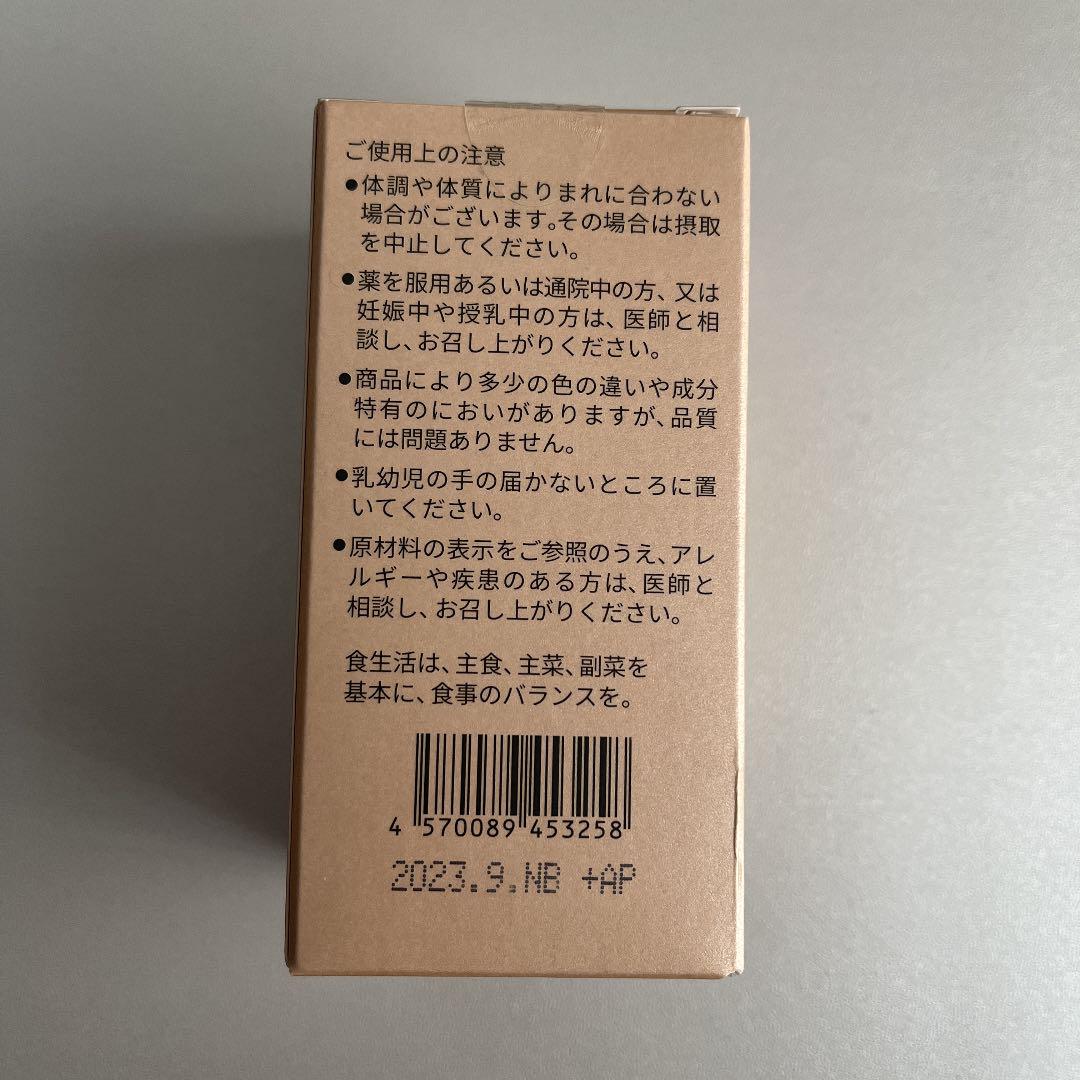 ご使用上の注意
●体調や体質によりまれに合わない
場合がございます。その場合は摂取
を中止してください。
●薬を服用あるいは通院中の方、又は
妊娠中や授乳中の方は、医師と相
談し、お召し上がりください。
●商品により多少の色の違いや成分
特有のにおいがありますが、品質
には問題ありません。
●乳幼児の手の届かないところに置
いてください。
●原材料の表示をご参照のうえ、アレ
ルギーや疾患のある方は、医師と
相談し、お召し上がりください。
食生活は、主食、主菜、副菜を
基本に、食事のバランスを。
4 570089 453258
2023.9.NB +AP